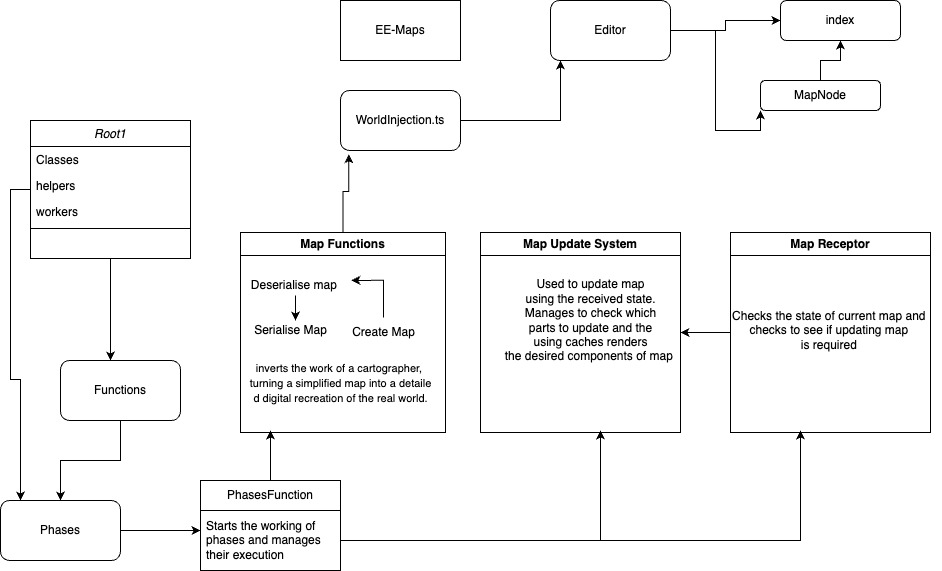 EE-Maps
Editor
index
MapNode
WorldInjection.ts
Root1
Classes
helpers
workers
Map Functions
Deserialise map
Serialise Map
Create Map
inverts the work of a cartographer,
turning a simplified map into a detaile
d digital recreation of the real world.
Map Update System
Used to update map
using the received state.
Manages to check which
parts to update and the
using caches renders
the desired components of map
Map Receptor
Checks the state of current map and
checks to see if updating map
is required
Functions
Phases
PhasesFunction
Starts the working of
phases and manages
their execution